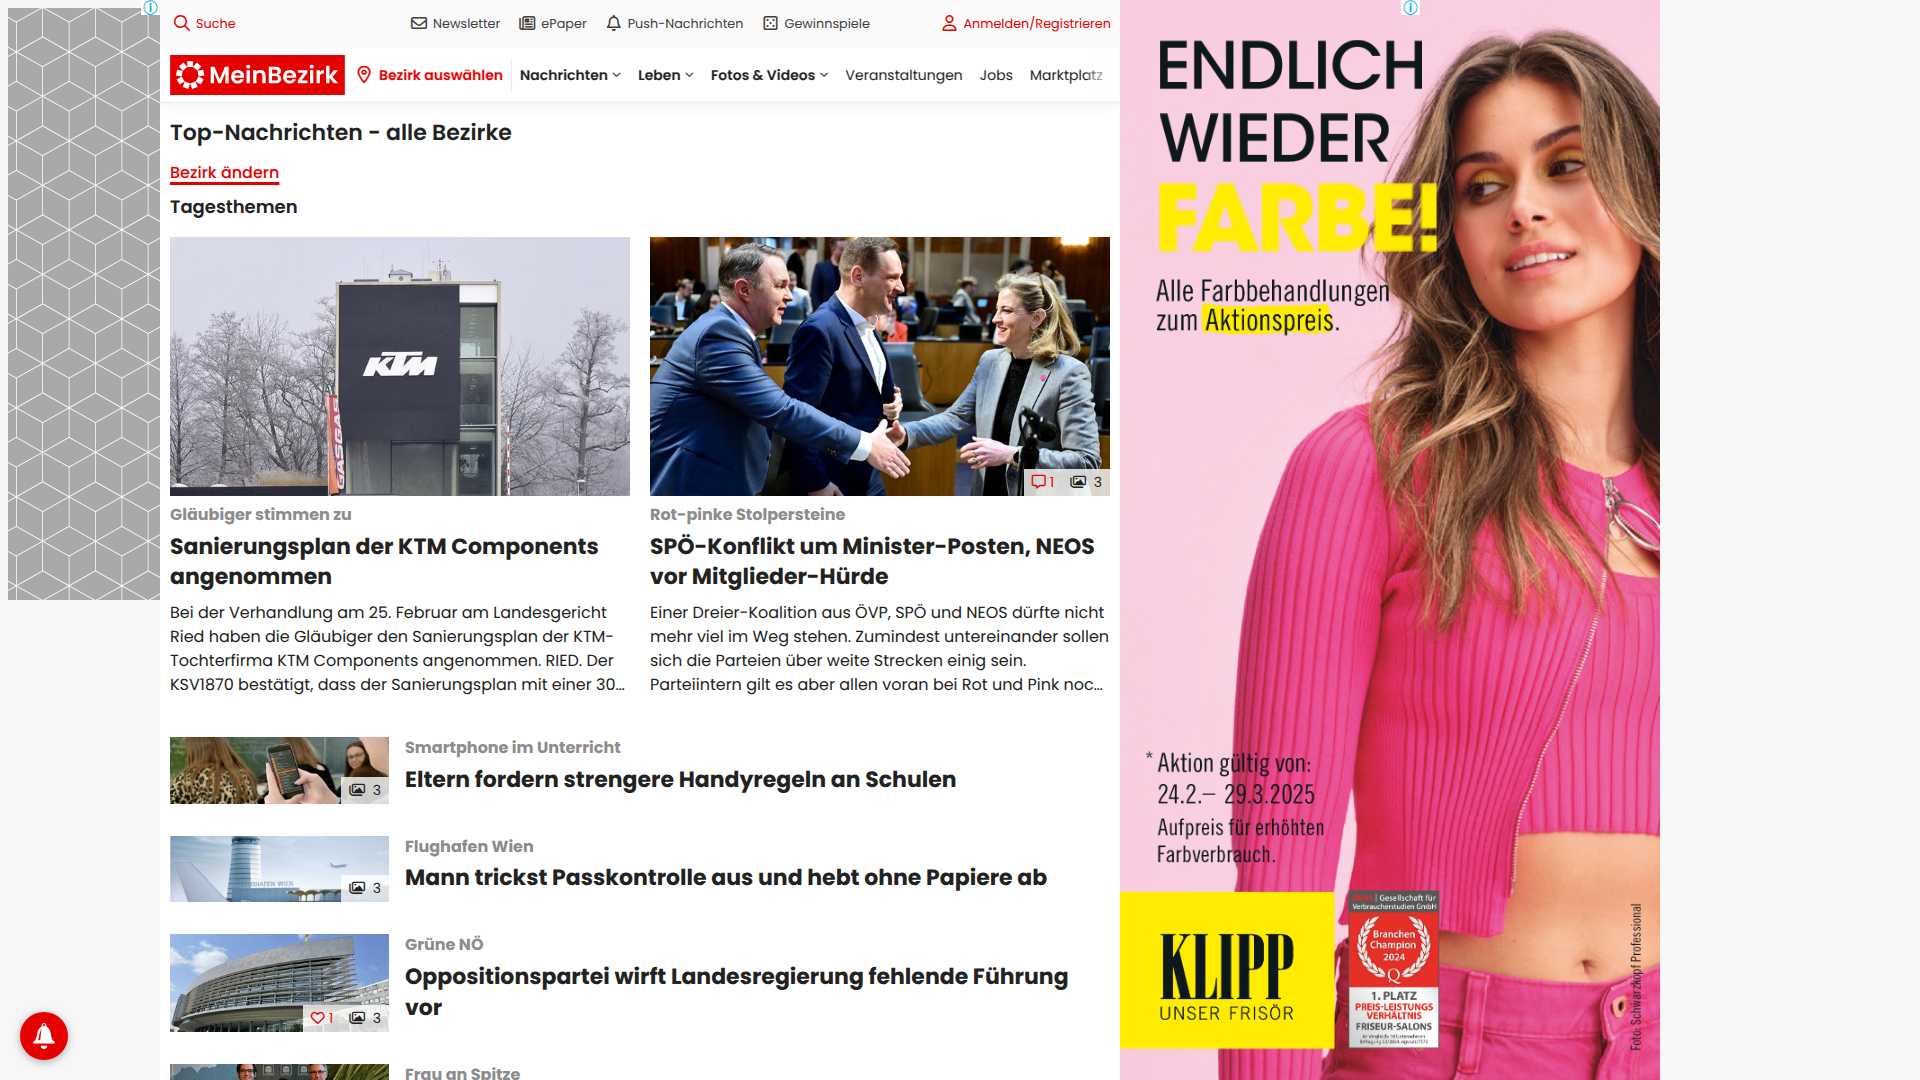 Suche
Newsletter
ePaper
Push-Nachrichten
Gewinnspiele
Anmelden/Registrieren
MeinBezirk
Bezirk auswählen
Nachrichten
Leben
Fotos & Videos
Veranstaltungen
Jobs
Marktplatz
Top-Nachrichten - alle Bezirke
Bezirk ändern
Tagesthemen
KTM
GASGAS
Gläubiger stimmen zu
Sanierungsplan der KTM Components
angenommen
Bei der Verhandlung am 25. Februar am Landesgericht
Ried haben die Gläubiger den Sanierungsplan der KTM-
Tochterfirma KTM Components angenommen. RIED. Der
KSV1870 bestätigt, dass der Sanierungsplan mit einer 30...
1
3
Rot-pinke Stolpersteine
SPÖ-Konflikt um Minister-Posten, NEOS
vor Mitglieder-Hürde
Einer Dreier-Koalition aus ÖVP, SPÖ und NEOS dürfte nicht
mehr viel im Weg stehen. Zumindest untereinander sollen
sich die Parteien über weite Strecken einig sein.
Parteiintern gilt es aber allen voran bei Rot und Pink noc...
3
Smartphone im Unterricht
Eltern fordern strengere Handyregeln an Schulen
3
Flughafen Wien
Mann trickst Passkontrolle aus und hebt ohne Papiere ab
1
3
Grüne NÖ
Oppositionspartei wirft Landesregierung fehlende Führung
vor
Frau an Spitze
ENDLICH
WIEDER
FARBE!
Alle Farbbehandlungen
zum Aktionspreis.
* Aktion gültig von:
24.2.– 29.3.2025
Aufpreis für erhöhten
Farbverbrauch.
KLIPP
UNSER FRISÖR
Gesellschaft für
Verbraucherstudien GmbH
Branchen
Champion
2024
Q
1. PLATZ
PREIS-LEISTUNGS
VERHÄLTNIS
FRISEUR-SALONS
Foto: Schwarzkopf Professional